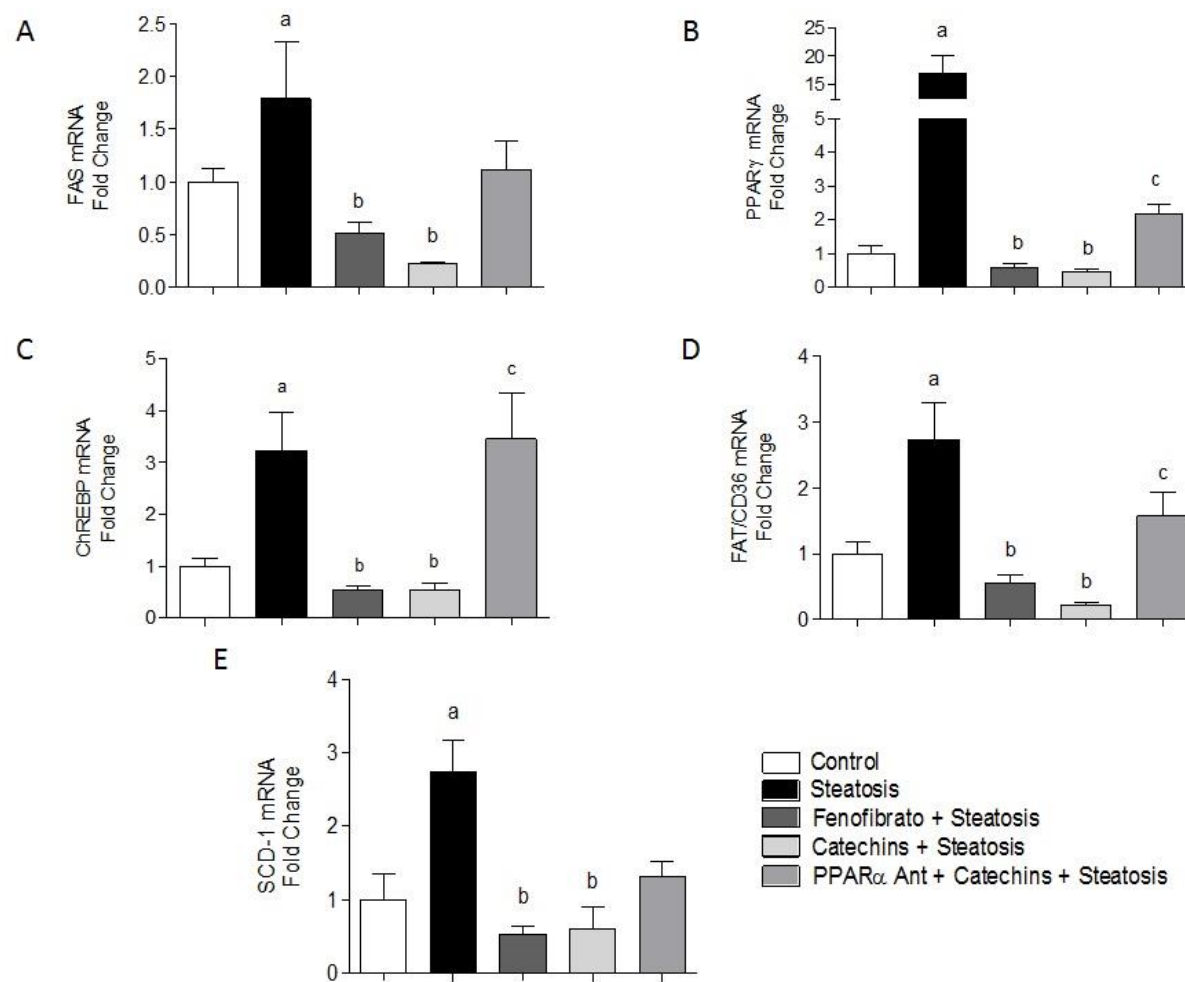 A
FAS mRNA
Fold Change
2.5
2.0
1.5
1.0
0.5
0.0
a
b
b
B
PPARγ mRNA
Fold Change
25
20
15
5
4
3
2
1
0
a
b
b
c
C
ChREBP mRNA
Fold Change
5
4
3
2
1
0
a
b
b
c
D
FAT/CD36 mRNA
Fold Change
4
3
2
1
0
a
b
b
c
E
SCD-1 mRNA
Fold Change
4
3
2
1
0
a
b
b
Control
Steatosis
Fenofibrato + Steatosis
Catechins + Steatosis
PPARα Ant + Catechins + Steatosis